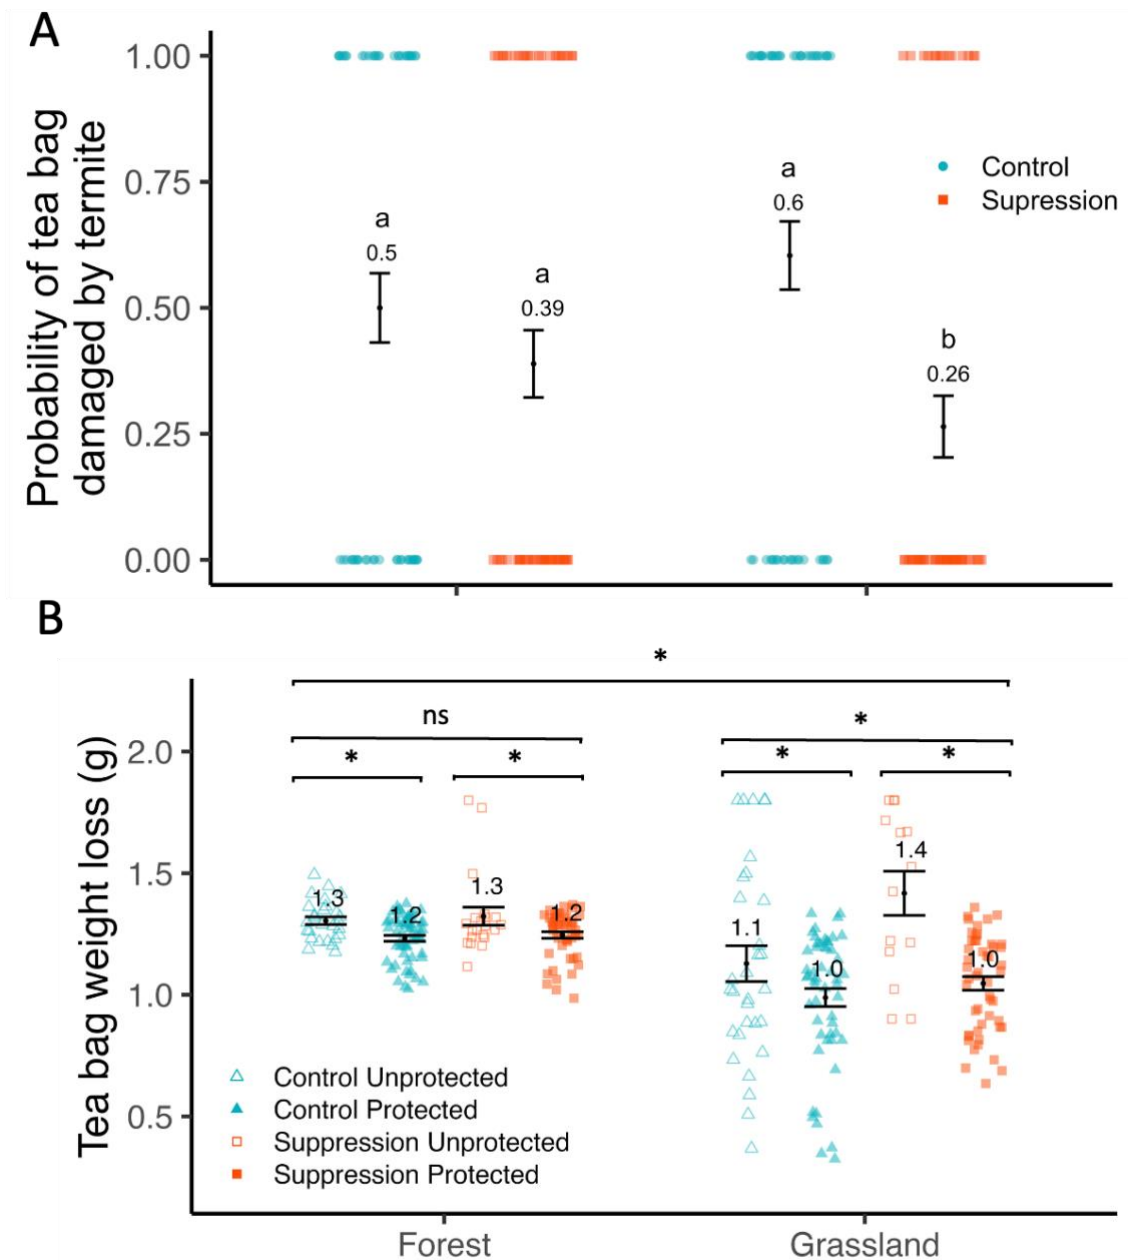 A
Probability of tea bag
damaged by termite
1.00
0.75
0.50
0.25
0.00
a
0.5
a
0.39
a
0.6
b
0.26
Control
Supression
B
Tea bag weight loss (g)
2.0
1.5
1.0
0.5
*
ns
*
*
*
*
*
1.3
1.2
1.3
1.2
1.1
1.0
1.4
1.0
Control Unprotected
Control Protected
Suppression Unprotected
Suppression Protected
Forest
Grassland